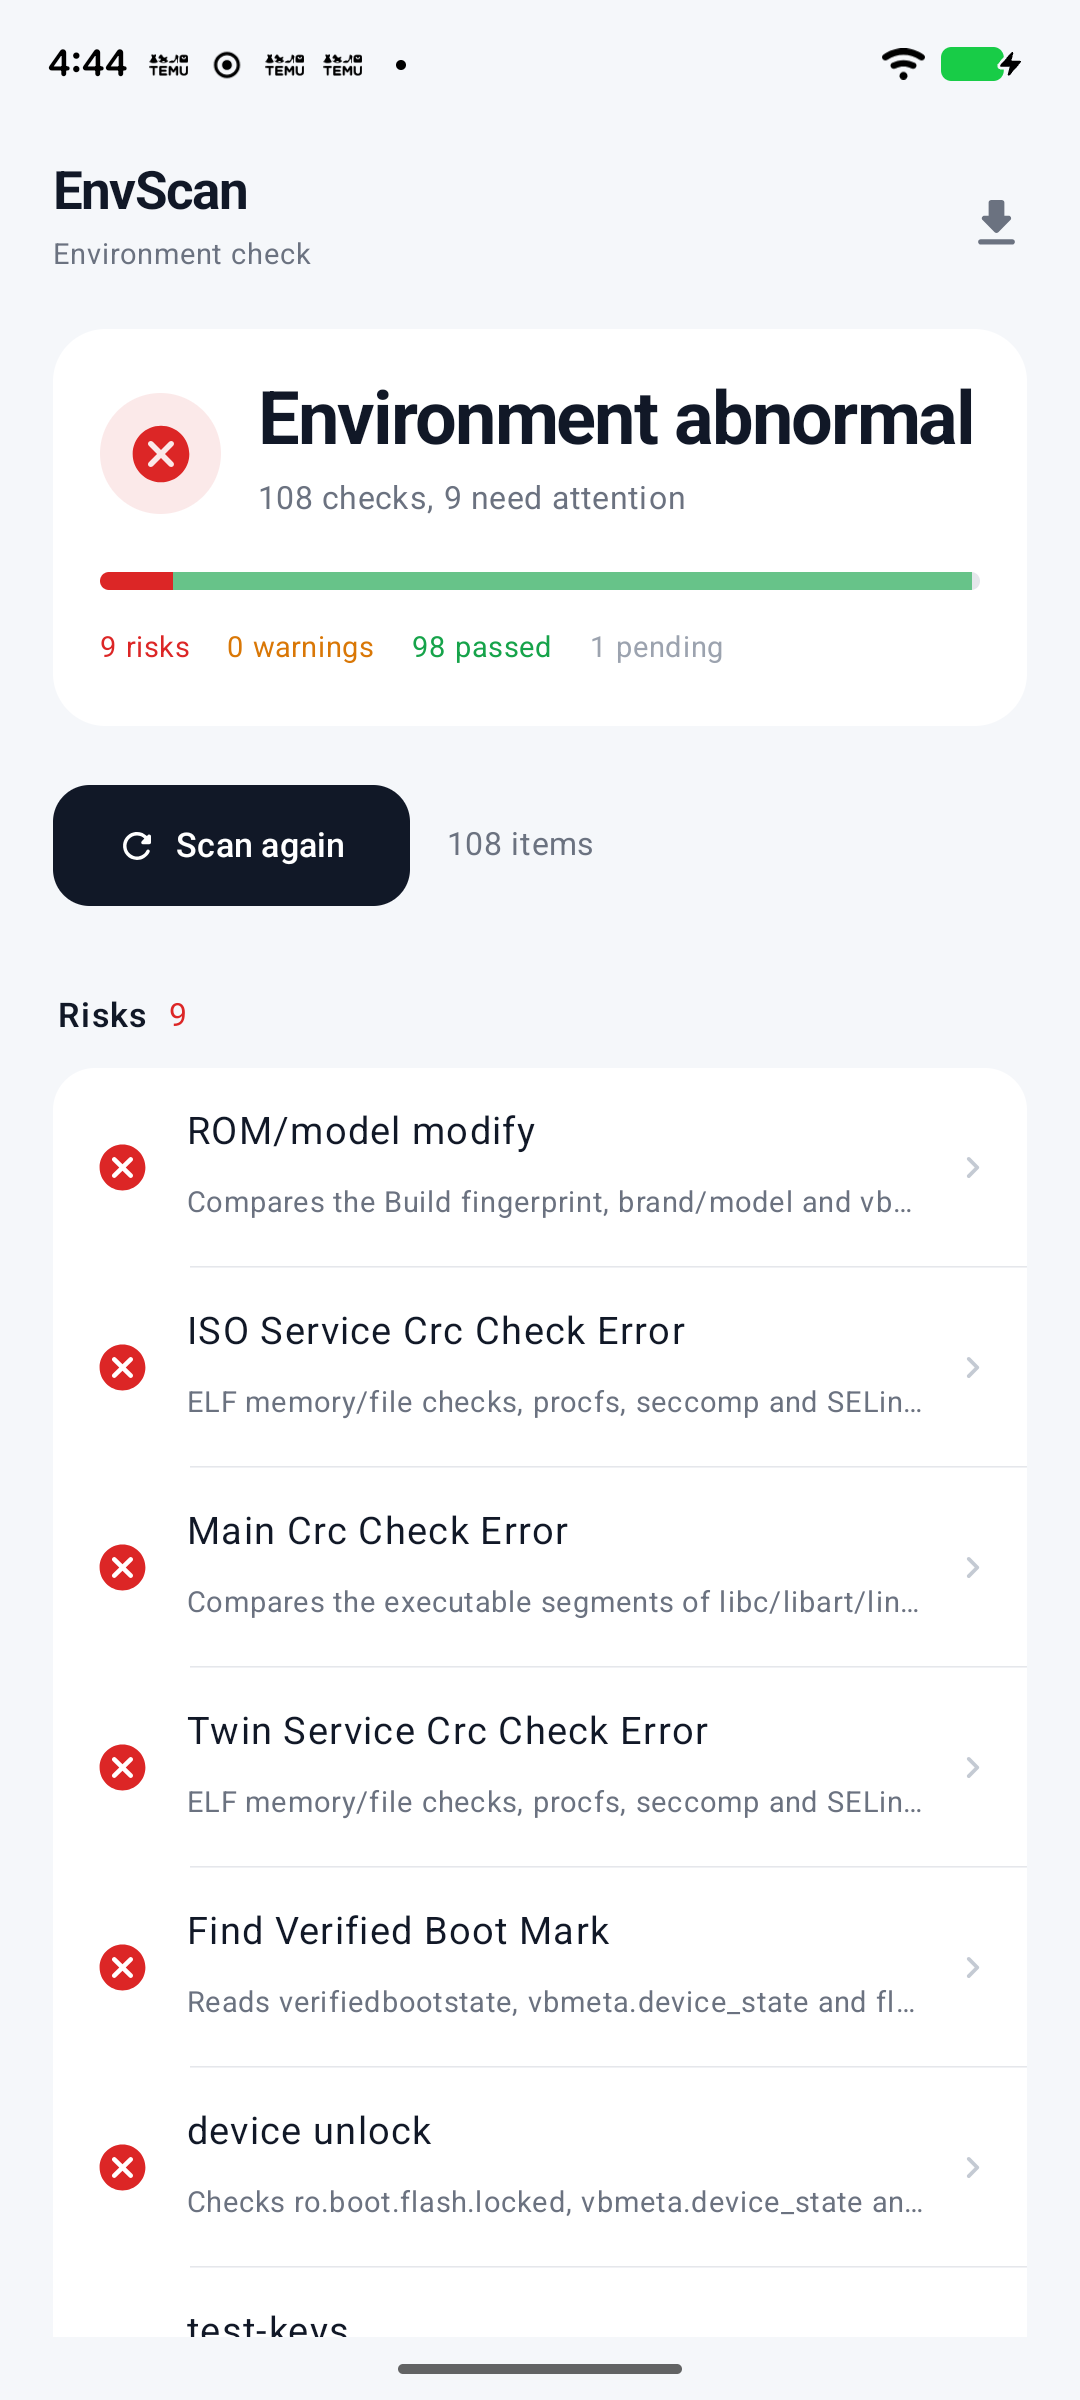 4:44 TEMU TEMU TEMU
EnvScan
Environment check
Environment abnormal
108 checks, 9 need attention
9 risks 0 warnings 98 passed 1 pending
Scan again 108 items
Risks 9
ROM/model modify
Compares the Build fingerprint, brand/model and vb...
ISO Service Crc Check Error
ELF memory/file checks, procfs, seccomp and SELin...
Main Crc Check Error
Compares the executable segments of libc/libart/lin...
Twin Service Crc Check Error
ELF memory/file checks, procfs, seccomp and SELin...
Find Verified Boot Mark
Reads verifiedbootstate, vbmeta.device_state and fl...
device unlock
Checks ro.boot.flash.locked, vbmeta.device_state an...
test-keys